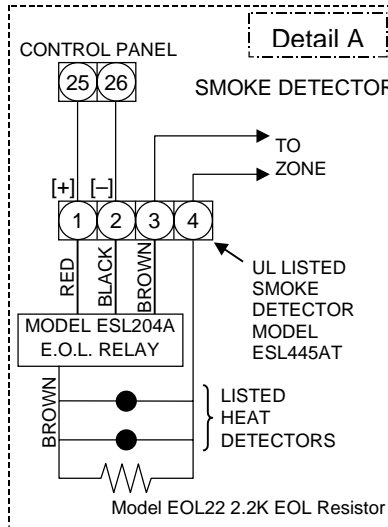 Detail A
CONTROL PANEL
25 26
SMOKE DETECTOR
TO
ZONE
[+] [–]
1 2 3 4
RED
BLACK
BROWN
UL LISTED
SMOKE
DETECTOR
MODEL
ESL445AT
MODEL ESL204A
E.O.L. RELAY
BROWN
LISTED
HEAT
DETECTORS
Model EOL22 2.2K EOL Resistor